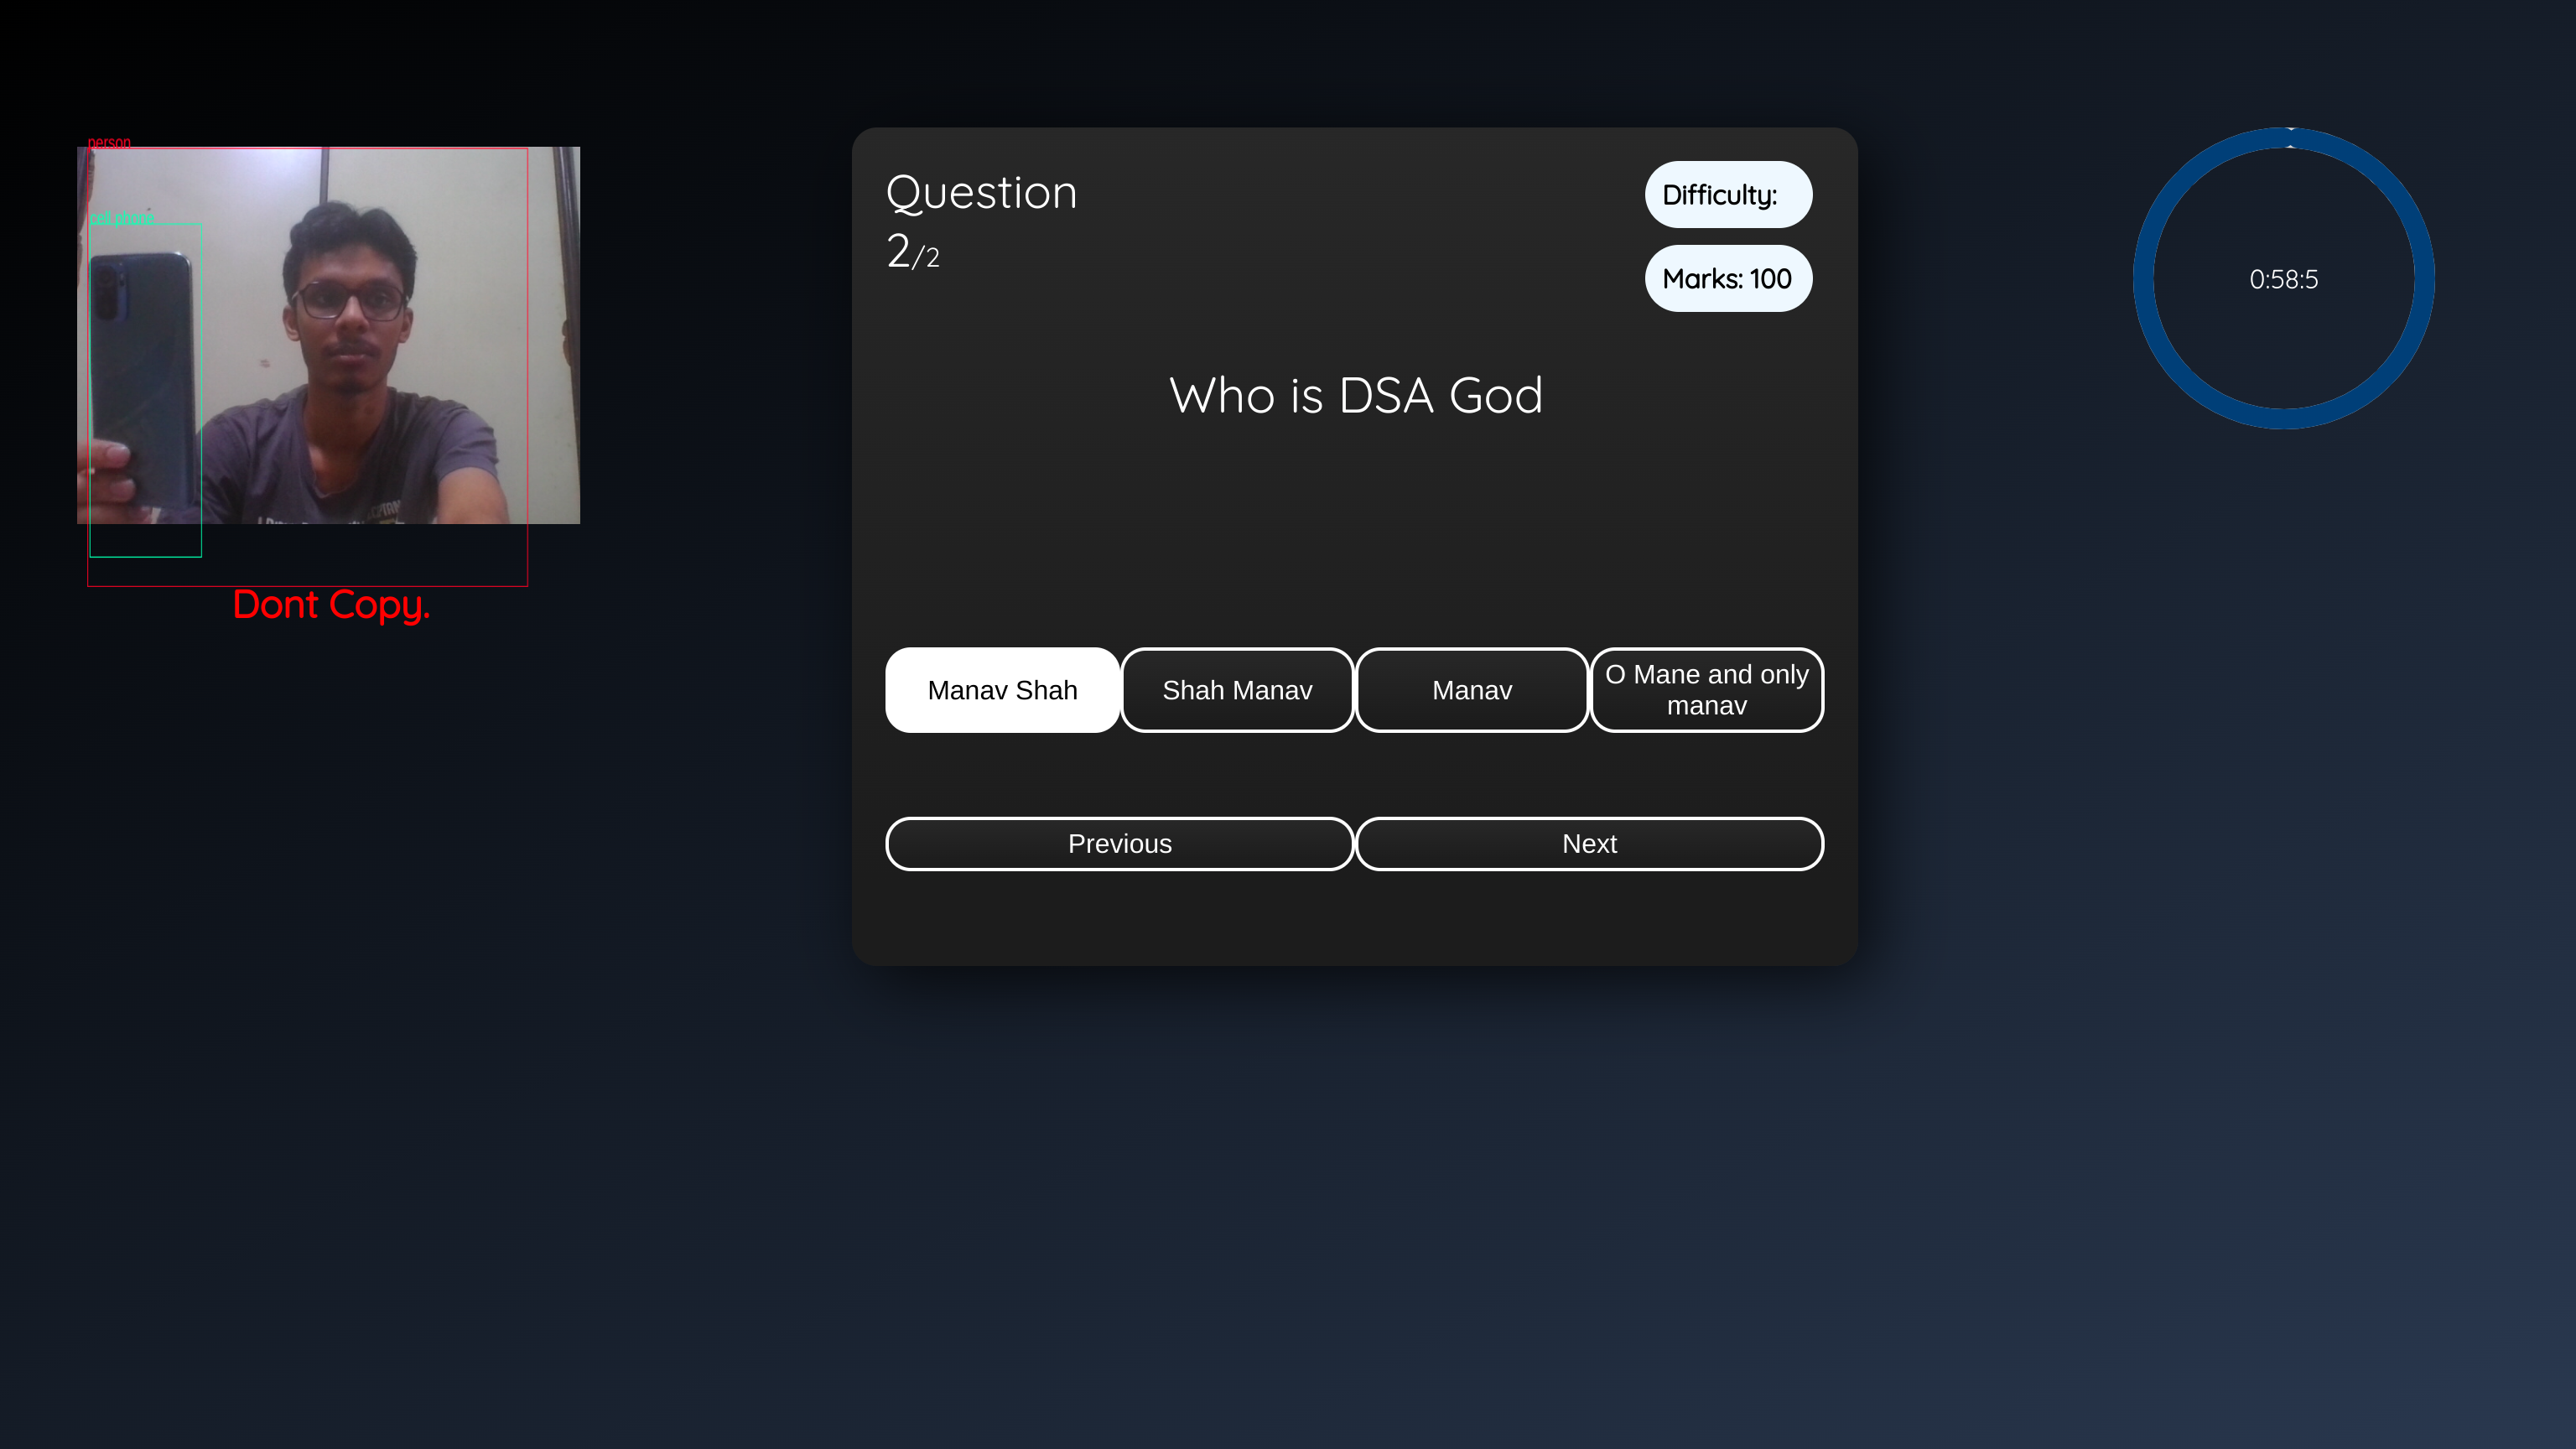 person
cell phone
Dont Copy.
Question
2/2
Difficulty:
Marks: 100
Who is DSA God
Manav Shah
Shah Manav
Manav
O Mane and only
manav
Previous
Next
0:58:5